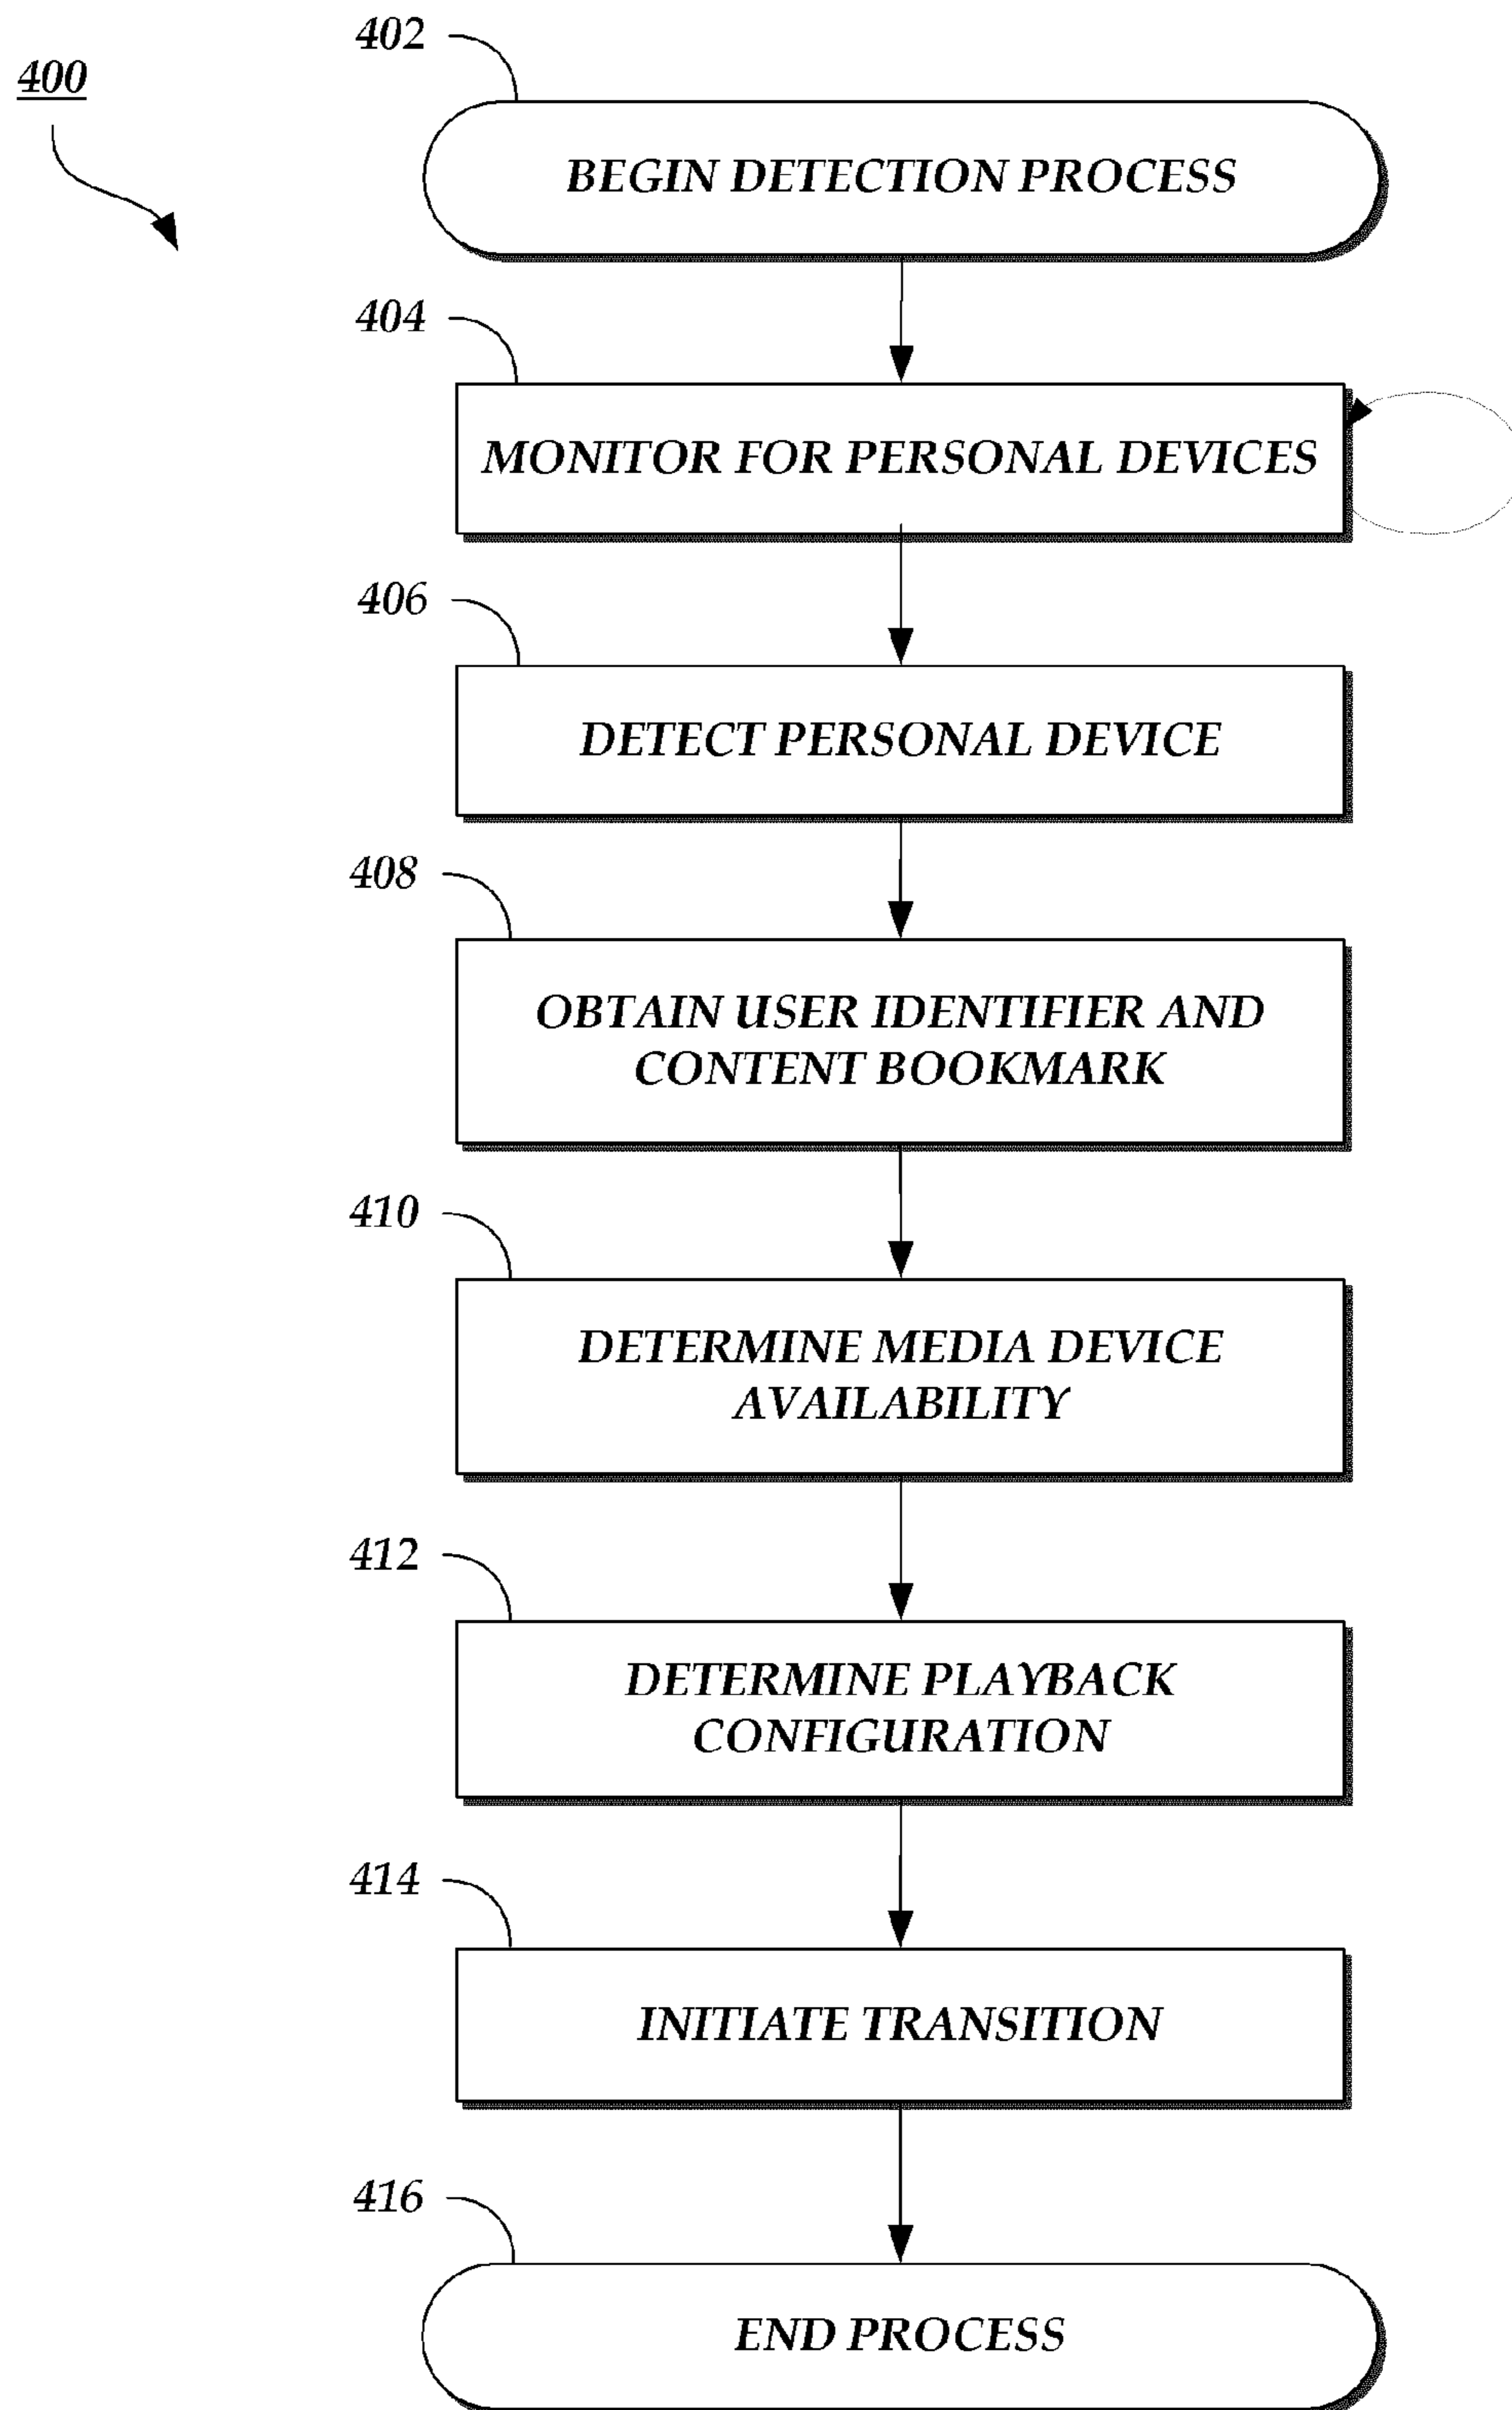 402
400
BEGIN DETECTION PROCESS
404
MONITOR FOR PERSONAL DEVICES
406
DETECT PERSONAL DEVICE
408
OBTAIN USER IDENTIFIER AND
CONTENT BOOKMARK
410
DETERMINE MEDIA DEVICE
AVAILABILITY
412
DETERMINE PLAYBACK
CONFIGURATION
414
INITIATE TRANSITION
416
END PROCESS